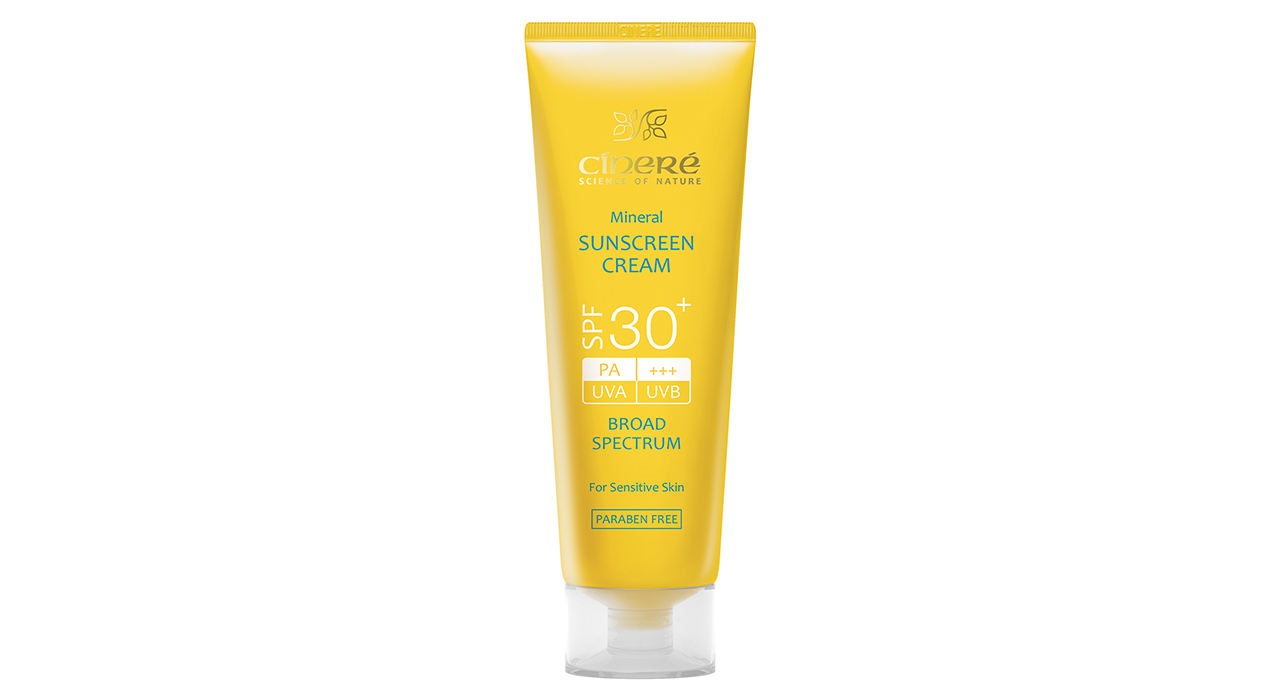 CINERE
cíneré
SCIENCE OF NATURE
Mineral
SUNSCREEN
CREAM
SPF 30+
PA +++
UVA UVB
BROAD
SPECTRUM
For Sensitive Skin
PARABEN FREE